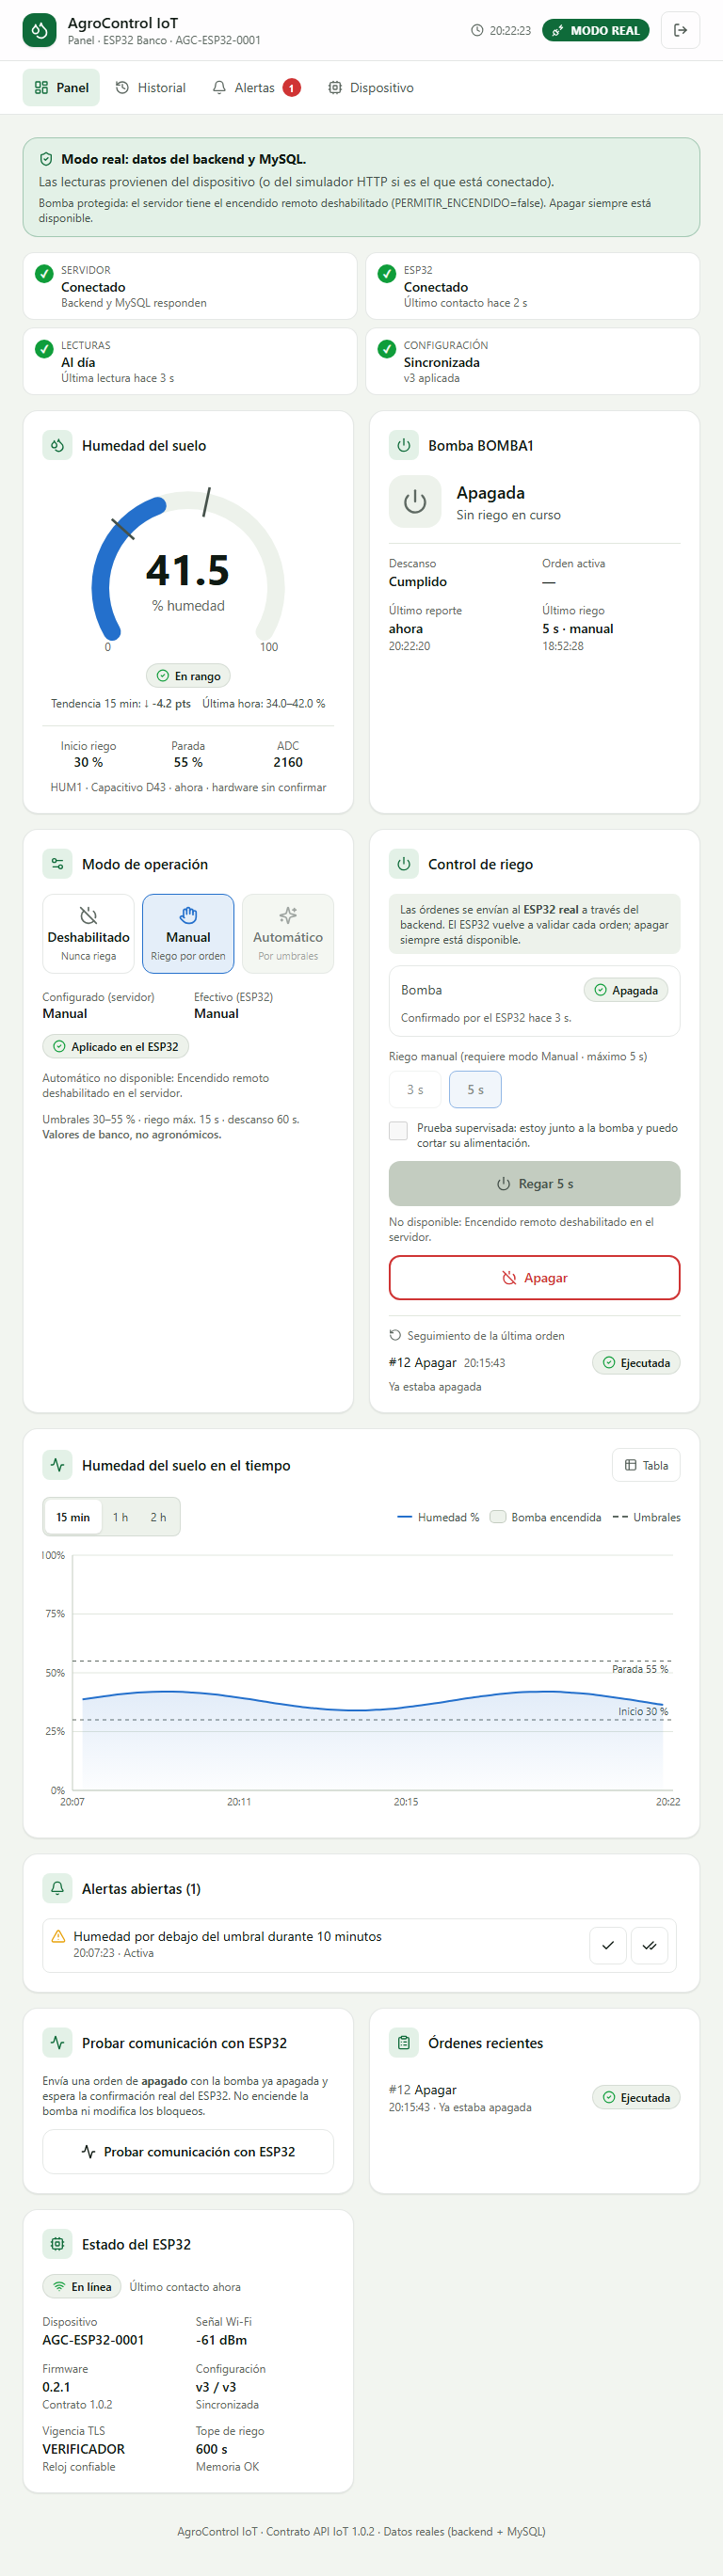 AgroControl IoT
Panel · ESP32 Banco · AGC-ESP32-0001
20:22:23
MODO REAL
Panel
Historial
Alertas 1
Dispositivo
Modo real: datos del backend y MySQL.
Las lecturas provienen del dispositivo (o del simulador HTTP si es el que está conectado).
Bomba protegida: el servidor tiene el encendido remoto deshabilitado (PERMITIR_ENCENDIDO=false). Apagar siempre está
disponible.
SERVIDOR
Conectado
Backend y MySQL responden
ESP32
Conectado
Último contacto hace 2 s
LECTURAS
Al día
Última lectura hace 3 s
CONFIGURACIÓN
Sincronizada
v3 aplicada
Humedad del suelo
41.5
% humedad
0
100
En rango
Tendencia 15 min: ↓ -4.2 pts Última hora: 34.0–42.0 %
Inicio riego
30 %
Parada
55 %
ADC
2160
HUM1 · Capacitivo D43 · ahora · hardware sin confirmar
Bomba BOMBA1
Apagada
Sin riego en curso
Descanso
Cumplido
Orden activa
—
Último reporte
ahora
20:22:20
Último riego
5 s · manual
18:52:28
Modo de operación
Deshabilitado
Nunca riega
Manual
Riego por orden
Automático
Por umbrales
Configurado (servidor)
Manual
Efectivo (ESP32)
Manual
Aplicado en el ESP32
Automático no disponible: Encendido remoto
deshabilitado en el servidor.
Umbrales 30–55 % · riego máx. 15 s · descanso 60 s.
Valores de banco, no agronómicos.
Control de riego
Las órdenes se envían al ESP32 real a través del
backend. El ESP32 vuelve a validar cada orden; apagar
siempre está disponible.
Bomba
Apagada
Confirmado por el ESP32 hace 3 s.
Riego manual (requiere modo Manual · máximo 5 s)
3 s
5 s
Prueba supervisada: estoy junto a la bomba y puedo
cortar su alimentación.
Regar 5 s
No disponible: Encendido remoto deshabilitado en el
servidor.
Apagar
Seguimiento de la última orden
#12 Apagar 20:15:43
Ejecutada
Ya estaba apagada
Humedad del suelo en el tiempo
Tabla
15 min
1 h
2 h
Humedad %
Bomba encendida
Umbrales
100%
75%
Parada 55 %
50%
Inicio 30 %
25%
0%
20:07
20:11
20:15
20:22
Alertas abiertas (1)
Humedad por debajo del umbral durante 10 minutos
20:07:23 · Activa
Probar comunicación con ESP32
Envía una orden de apagado con la bomba ya apagada y
espera la confirmación real del ESP32. No enciende la
bomba ni modifica los bloqueos.
Probar comunicación con ESP32
Órdenes recientes
#12 Apagar
20:15:43 · Ya estaba apagada
Ejecutada
Estado del ESP32
En línea
Último contacto ahora
Dispositivo
AGC-ESP32-0001
Señal Wi-Fi
-61 dBm
Firmware
0.2.1
Contrato 1.0.2
Configuración
v3 / v3
Sincronizada
Vigencia TLS
VERIFICADOR
Reloj confiable
Tope de riego
600 s
Memoria OK
AgroControl IoT · Contrato API IoT 1.0.2 · Datos reales (backend + MySQL)